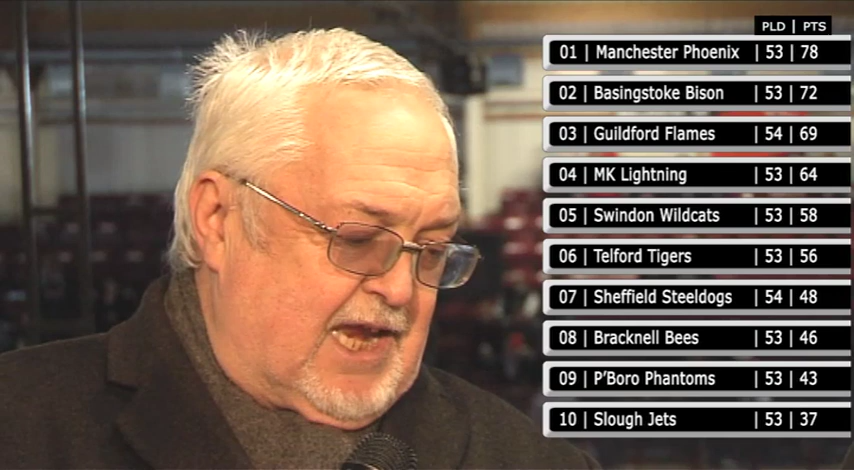 PLD | PTS
01 | Manchester Phoenix | 53 | 78
02 | Basingstoke Bison | 53 | 72
03 | Guildford Flames | 54 | 69
04 | MK Lightning | 53 | 64
05 | Swindon Wildcats | 53 | 58
06 | Telford Tigers | 53 | 56
07 | Sheffield Steeldogs | 54 | 48
08 | Bracknell Bees | 53 | 46
09 | P'Boro Phantoms | 53 | 43
10 | Slough Jets | 53 | 37